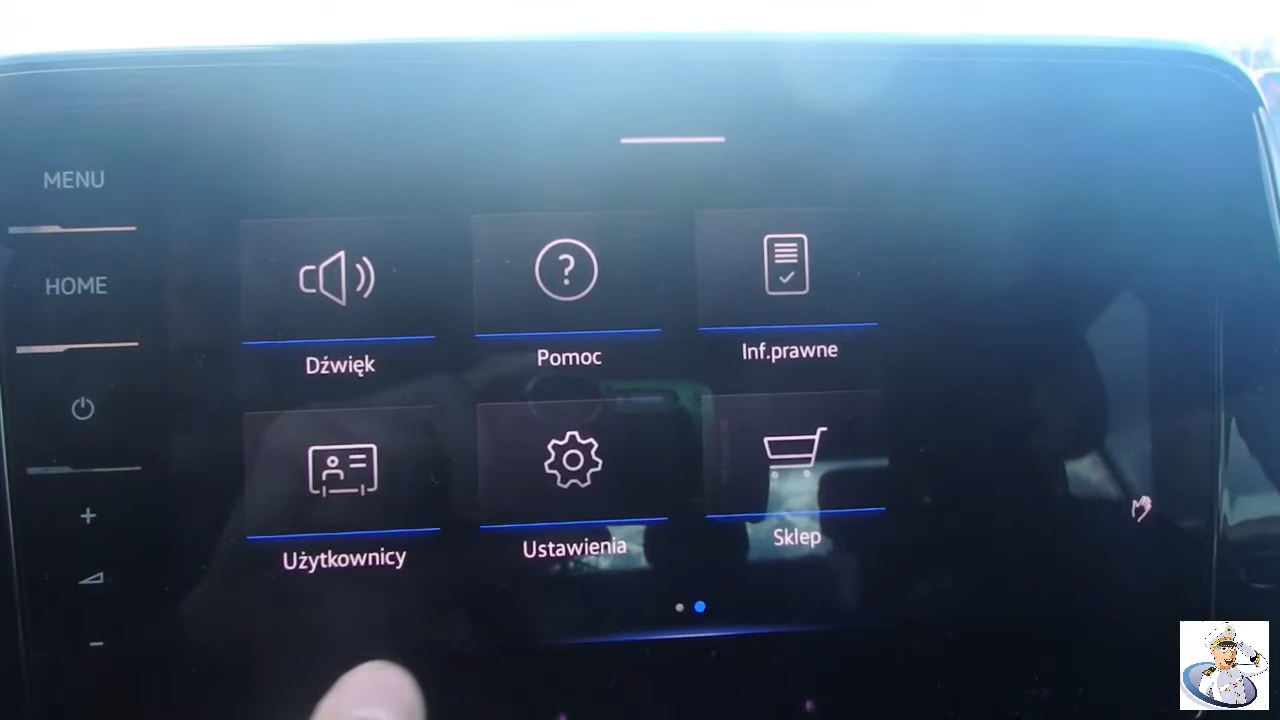 MENU
HOME
Dźwięk
Pomoc
Inf.prawne
Użytkownicy
Ustawienia
Sklep